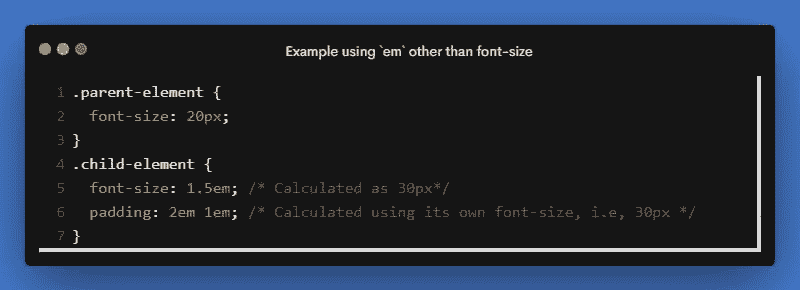 Example using `em` other than font-size
1 .parent-element {
2   font-size: 20px;
3 }
4 .child-element {
5   font-size: 1.5em; /* Calculated as 30px*/
6   padding: 2em 1em; /* Calculated using its own font-size, i.e, 30px */
7 }